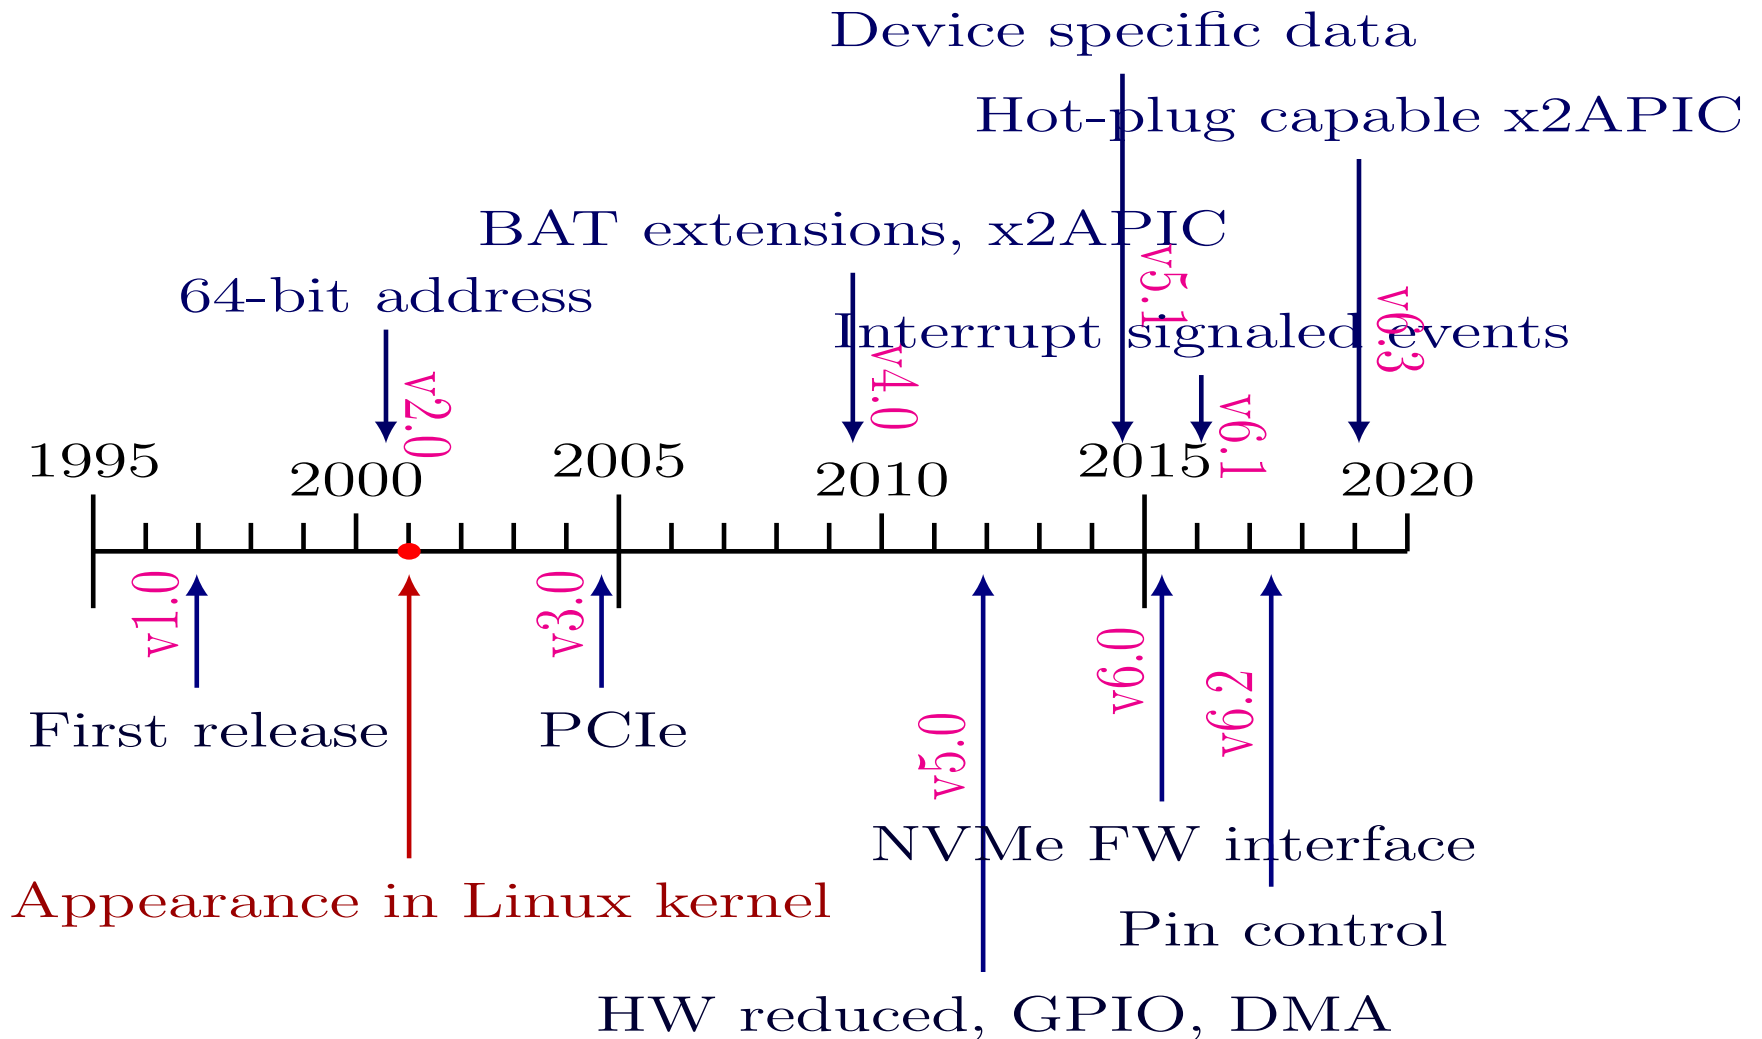 Device specific data
Hot-plug capable x2APIC
BAT extensions, x2APIC
v5.1
64-bit address
v6.3
Interrupt signaled events
v4.0
v2.0
v6.1
1995
2000
2005
2010
2015
2020
v1.0
v3.0
v6.0
v6.2
First release
PCIe
v5.0
NVMe FW interface
Appearance in Linux kernel
Pin control
HW reduced, GPIO, DMA